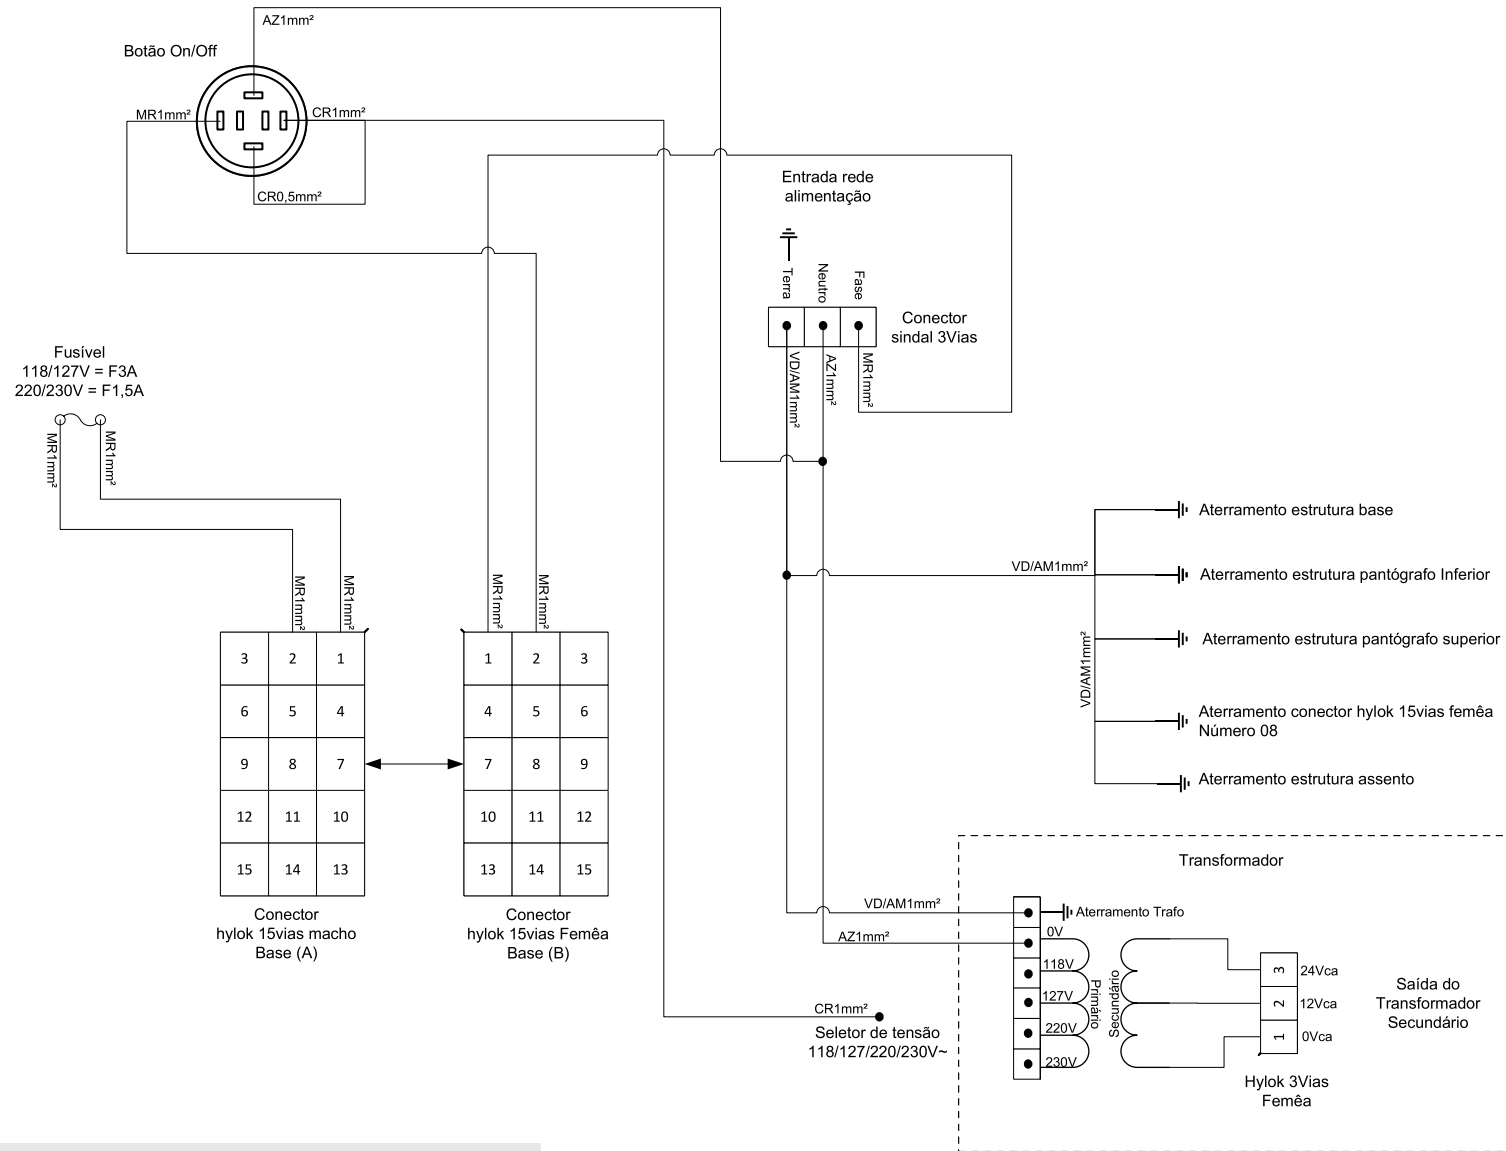 AZ1mm²
Botão On/Off
MR1mm²
CR1mm²
CR0,5mm²
Entrada rede
alimentação
Terra
Neutro
Fase
Conector
sindal 3Vias
VD/AM1mm²
AZ1mm²
MR1mm²
Fusível
118/127V = F3A
220/230V = F1,5A
MR1mm²
MR1mm²
MR1mm²
MR1mm²
MR1mm²
MR1mm²
3 2 1
6 5 4
9 8 7
12 11 10
15 14 13
Conector
hylok 15vias macho
Base (A)
1 2 3
4 5 6
7 8 9
10 11 12
13 14 15
Conector
hylok 15vias Femêa
Base (B)
VD/AM1mm²
VD/AM1mm²
Aterramento estrutura base
Aterramento estrutura pantógrafo Inferior
Aterramento estrutura pantógrafo superior
Aterramento conector hylok 15vias femêa
Número 08
Aterramento estrutura assento
Transformador
VD/AM1mm²
Aterramento Trafo
AZ1mm²
0V
118V
127V
220V
230V
Primário
Secundário
3
2
1
24Vca
12Vca
0Vca
Hylok 3Vias
Femêa
Saída do
Transformador
Secundário
CR1mm²
Seletor de tensão
118/127/220/230V~